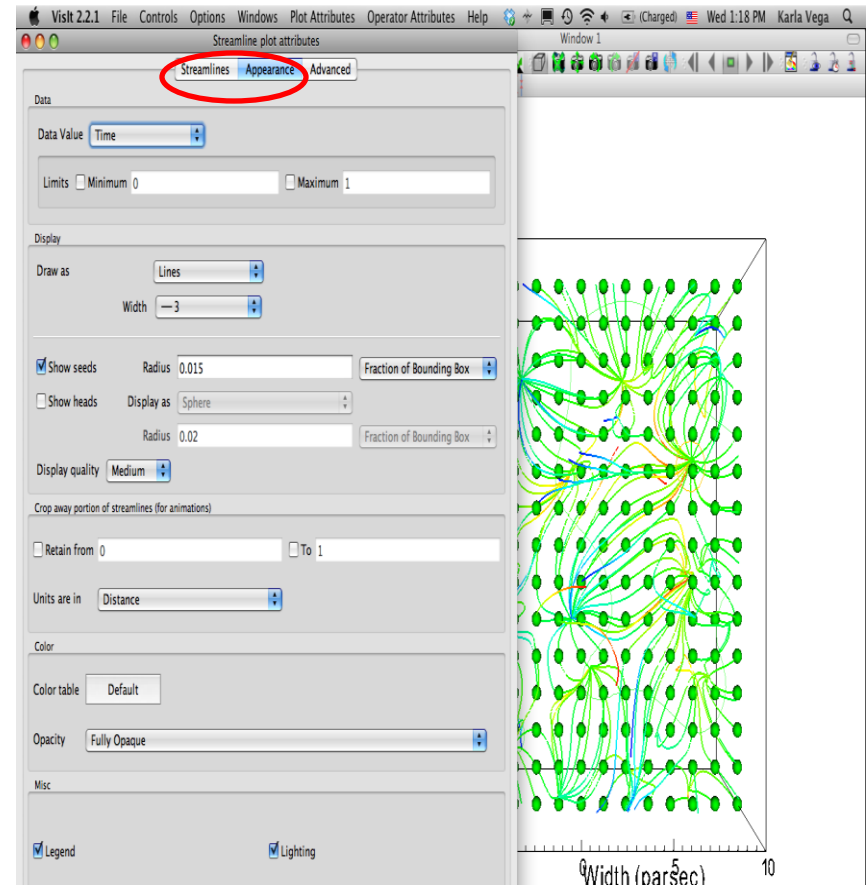 VisIt 2.2.1 File Controls Options Windows Plot Attributes Operator Attributes Help (Charged) Wed 1:18 PM Karla Vega
Streamline plot attributes
Window 1
Streamlines Appearance Advanced
Data
Data Value Time
Limits Minimum 0 Maximum 1
Display
Draw as Lines
Width 3
Show seeds Radius 0.015 Fraction of Bounding Box
Show heads Display as Sphere
Radius 0.02 Fraction of Bounding Box
Display quality Medium
Crop away portion of streamlines (for animations)
Retain from 0 To 1
Units are in Distance
Color
Color table Default
Opacity Fully Opaque
Misc
Legend Lighting
0 5 10
Width (parsec)